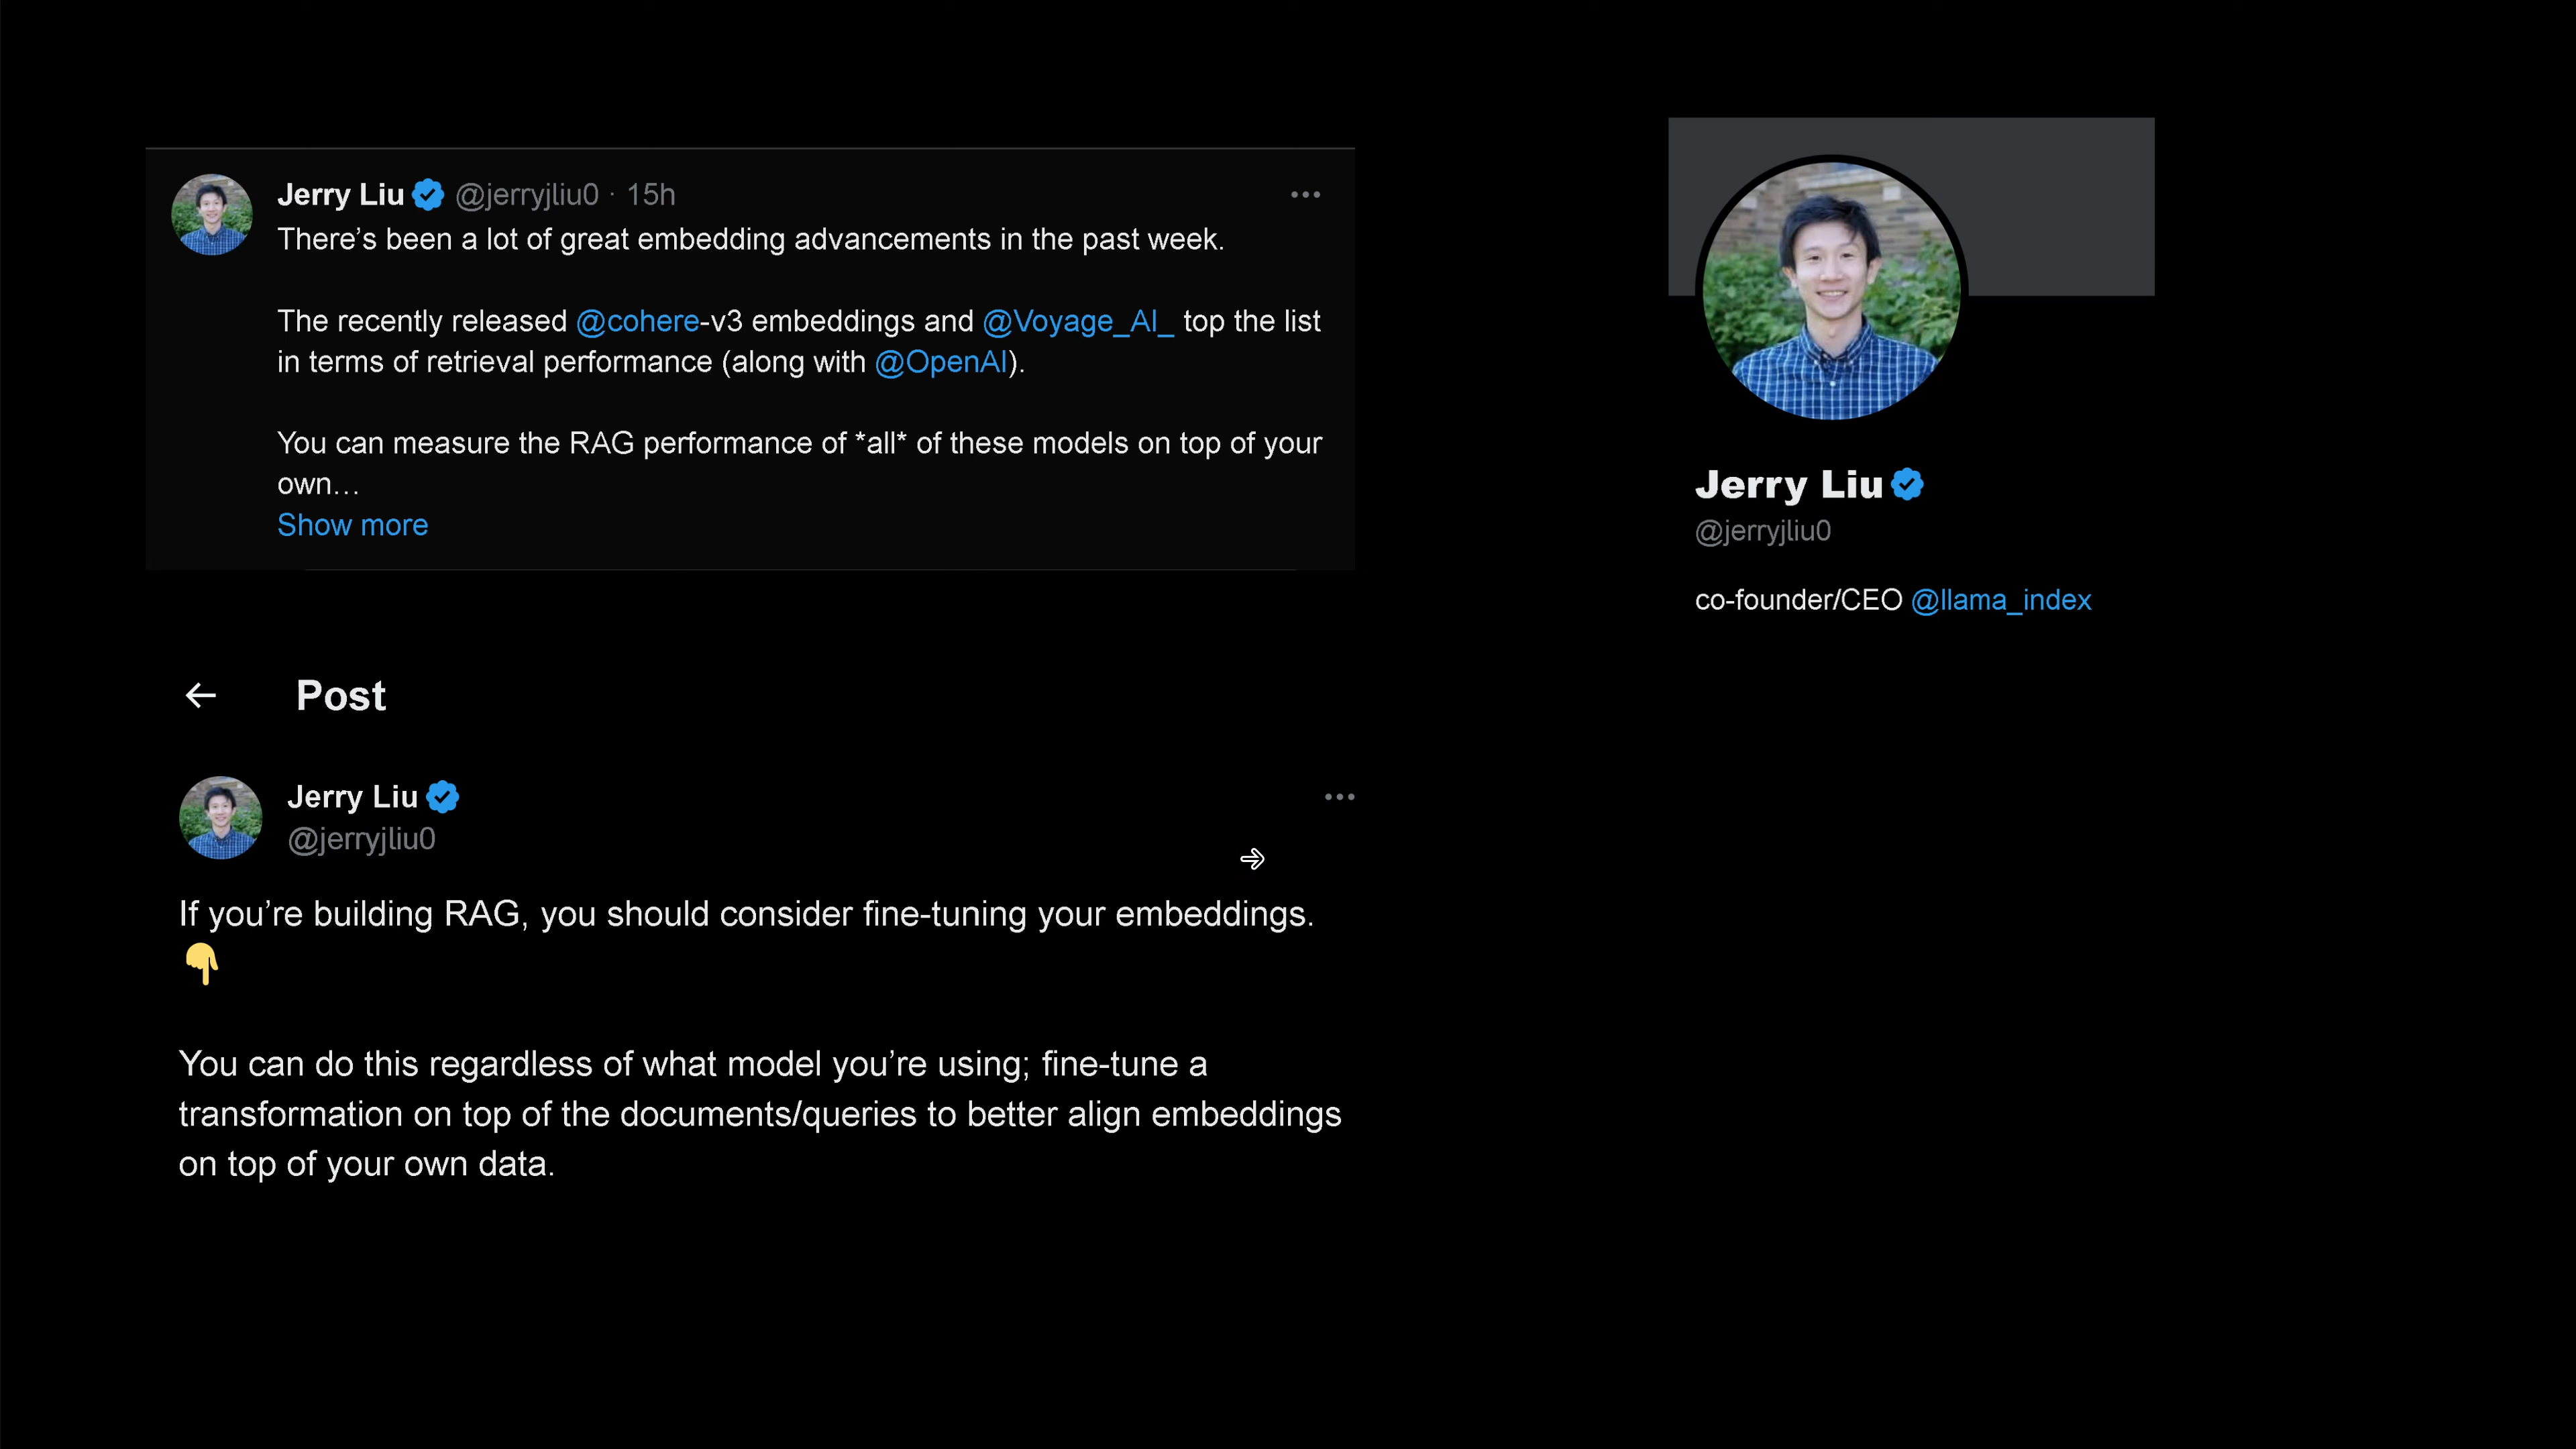 Jerry Liu @jerryjliu0 · 15h
There’s been a lot of great embedding advancements in the past week.
The recently released @cohere-v3 embeddings and @Voyage_AI_ top the list
in terms of retrieval performance (along with @OpenAI).
You can measure the RAG performance of *all* of these models on top of your
own…
Show more
Post
Jerry Liu
@jerryjliu0
If you’re building RAG, you should consider fine-tuning your embeddings.
👇
You can do this regardless of what model you’re using; fine-tune a
transformation on top of the documents/queries to better align embeddings
on top of your own data.
Jerry Liu
@jerryjliu0
co-founder/CEO @llama_index